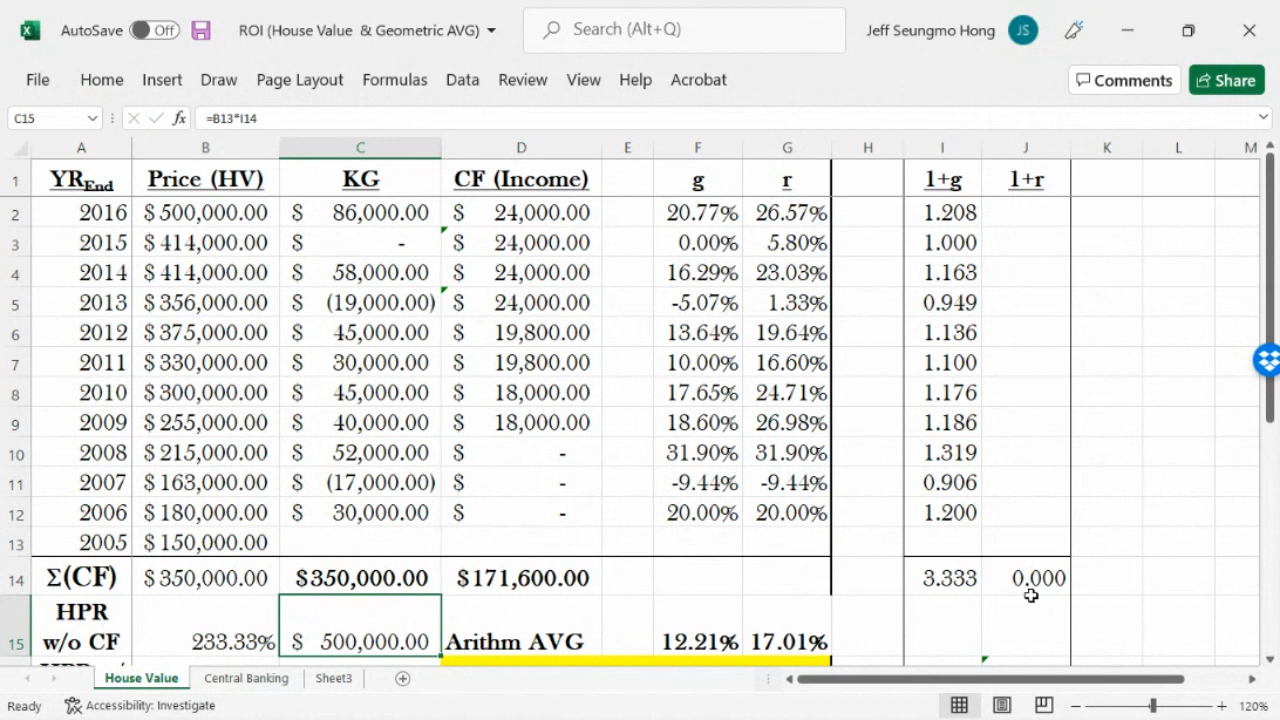 AutoSave Off ROI (House Value & Geometric AVG) Search (Alt+Q) Jeff Seungmo Hong JS
File Home Insert Draw Page Layout Formulas Data Review View Help Acrobat Comments Share
C15 fx =B13*I14
A B C D E F G H I J K L M
1 YREnd Price (HV) KG CF (Income) g r 1+g 1+r
2 2016 $ 500,000.00 $ 86,000.00 $ 24,000.00 20.77% 26.57% 1.208
3 2015 $ 414,000.00 $ - $ 24,000.00 0.00% 5.80% 1.000
4 2014 $ 414,000.00 $ 58,000.00 $ 24,000.00 16.29% 23.03% 1.163
5 2013 $ 356,000.00 $ (19,000.00) $ 24,000.00 -5.07% 1.33% 0.949
6 2012 $ 375,000.00 $ 45,000.00 $ 19,800.00 13.64% 19.64% 1.136
7 2011 $ 330,000.00 $ 30,000.00 $ 19,800.00 10.00% 16.60% 1.100
8 2010 $ 300,000.00 $ 45,000.00 $ 18,000.00 17.65% 24.71% 1.176
9 2009 $ 255,000.00 $ 40,000.00 $ 18,000.00 18.60% 26.98% 1.186
10 2008 $ 215,000.00 $ 52,000.00 $ - 31.90% 31.90% 1.319
11 2007 $ 163,000.00 $ (17,000.00) $ - -9.44% -9.44% 0.906
12 2006 $ 180,000.00 $ 30,000.00 $ - 20.00% 20.00% 1.200
13 2005 $ 150,000.00
14 Σ(CF) $ 350,000.00 $350,000.00 $171,600.00 3.333 0.000
HPR
15 w/o CF 233.33% $ 500,000.00 Arithm AVG 12.21% 17.01%
House Value Central Banking Sheet3
Ready Accessibility: Investigate 120%